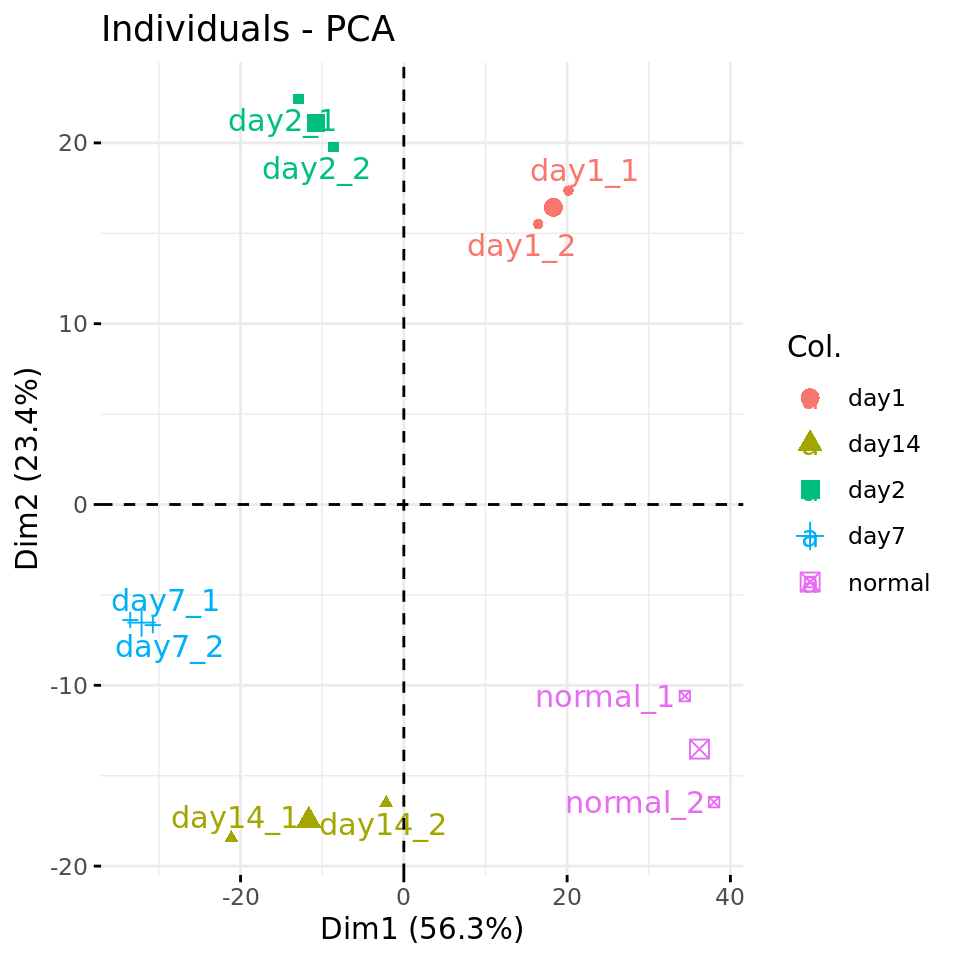 Individuals - PCA
day2_1
day2_2
day1_1
day1_2
day7_1
day7_2
normal_1
normal_2
day14_1
day14_2
20
10
0
-10
-20
-20
0
20
40
Dim1 (56.3%)
Dim2 (23.4%)
Col.
a day1
a day14
a day2
a day7
a normal